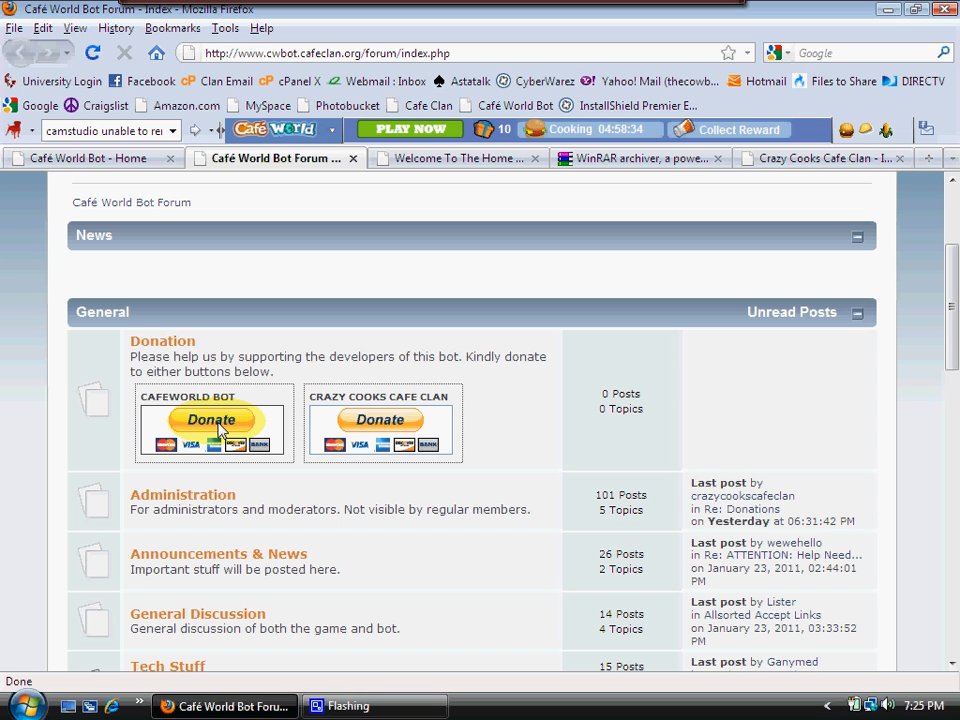 Café World Bot Forum - Index - Mozilla Firefox
File Edit View History Bookmarks Tools Help
http://www.cwbot.cafeclan.org/forum/index.php
Google
University Login Facebook Clan Email cPanel X Webmail : Inbox Astatalk CyberWarez Yahoo! Mail (thecowb... Hotmail Files to Share DIRECTV
Google Craigslist Amazon.com MySpace Photobucket Cafe Clan Café World Bot InstallShield Premier E...
camstudio unable to re Café World PLAY NOW 10 Cooking 04:58:34 Collect Reward
Café World Bot - Home Café World Bot Forum ... Welcome To The Home ... WinRAR archiver, a powe... Crazy Cooks Cafe Clan - I...
Café World Bot Forum
News
General Unread Posts
Donation
Please help us by supporting the developers of this bot. Kindly donate
to either buttons below.
CAFEWORLD BOT CRAZY COOKS CAFE CLAN
Donate Donate
VISA BANK VISA BANK
0 Posts
0 Topics
Administration
For administrators and moderators. Not visible by regular members.
101 Posts
5 Topics
Last post by
crazycookscafeclan
in Re: Donations
on Yesterday at 06:31:42 PM
Announcements & News
Important stuff will be posted here.
26 Posts
2 Topics
Last post by wewehello
in Re: ATTENTION: Help Need...
on January 23, 2011, 02:44:01
PM
General Discussion
General discussion of both the game and bot.
14 Posts
4 Topics
Last post by Lister
in Allsorted Accept Links
on January 23, 2011, 03:33:52
PM
Tech Stuff
15 Posts
Last post by Ganymed
Done
Café World Bot Foru... Flashing 7:25 PM